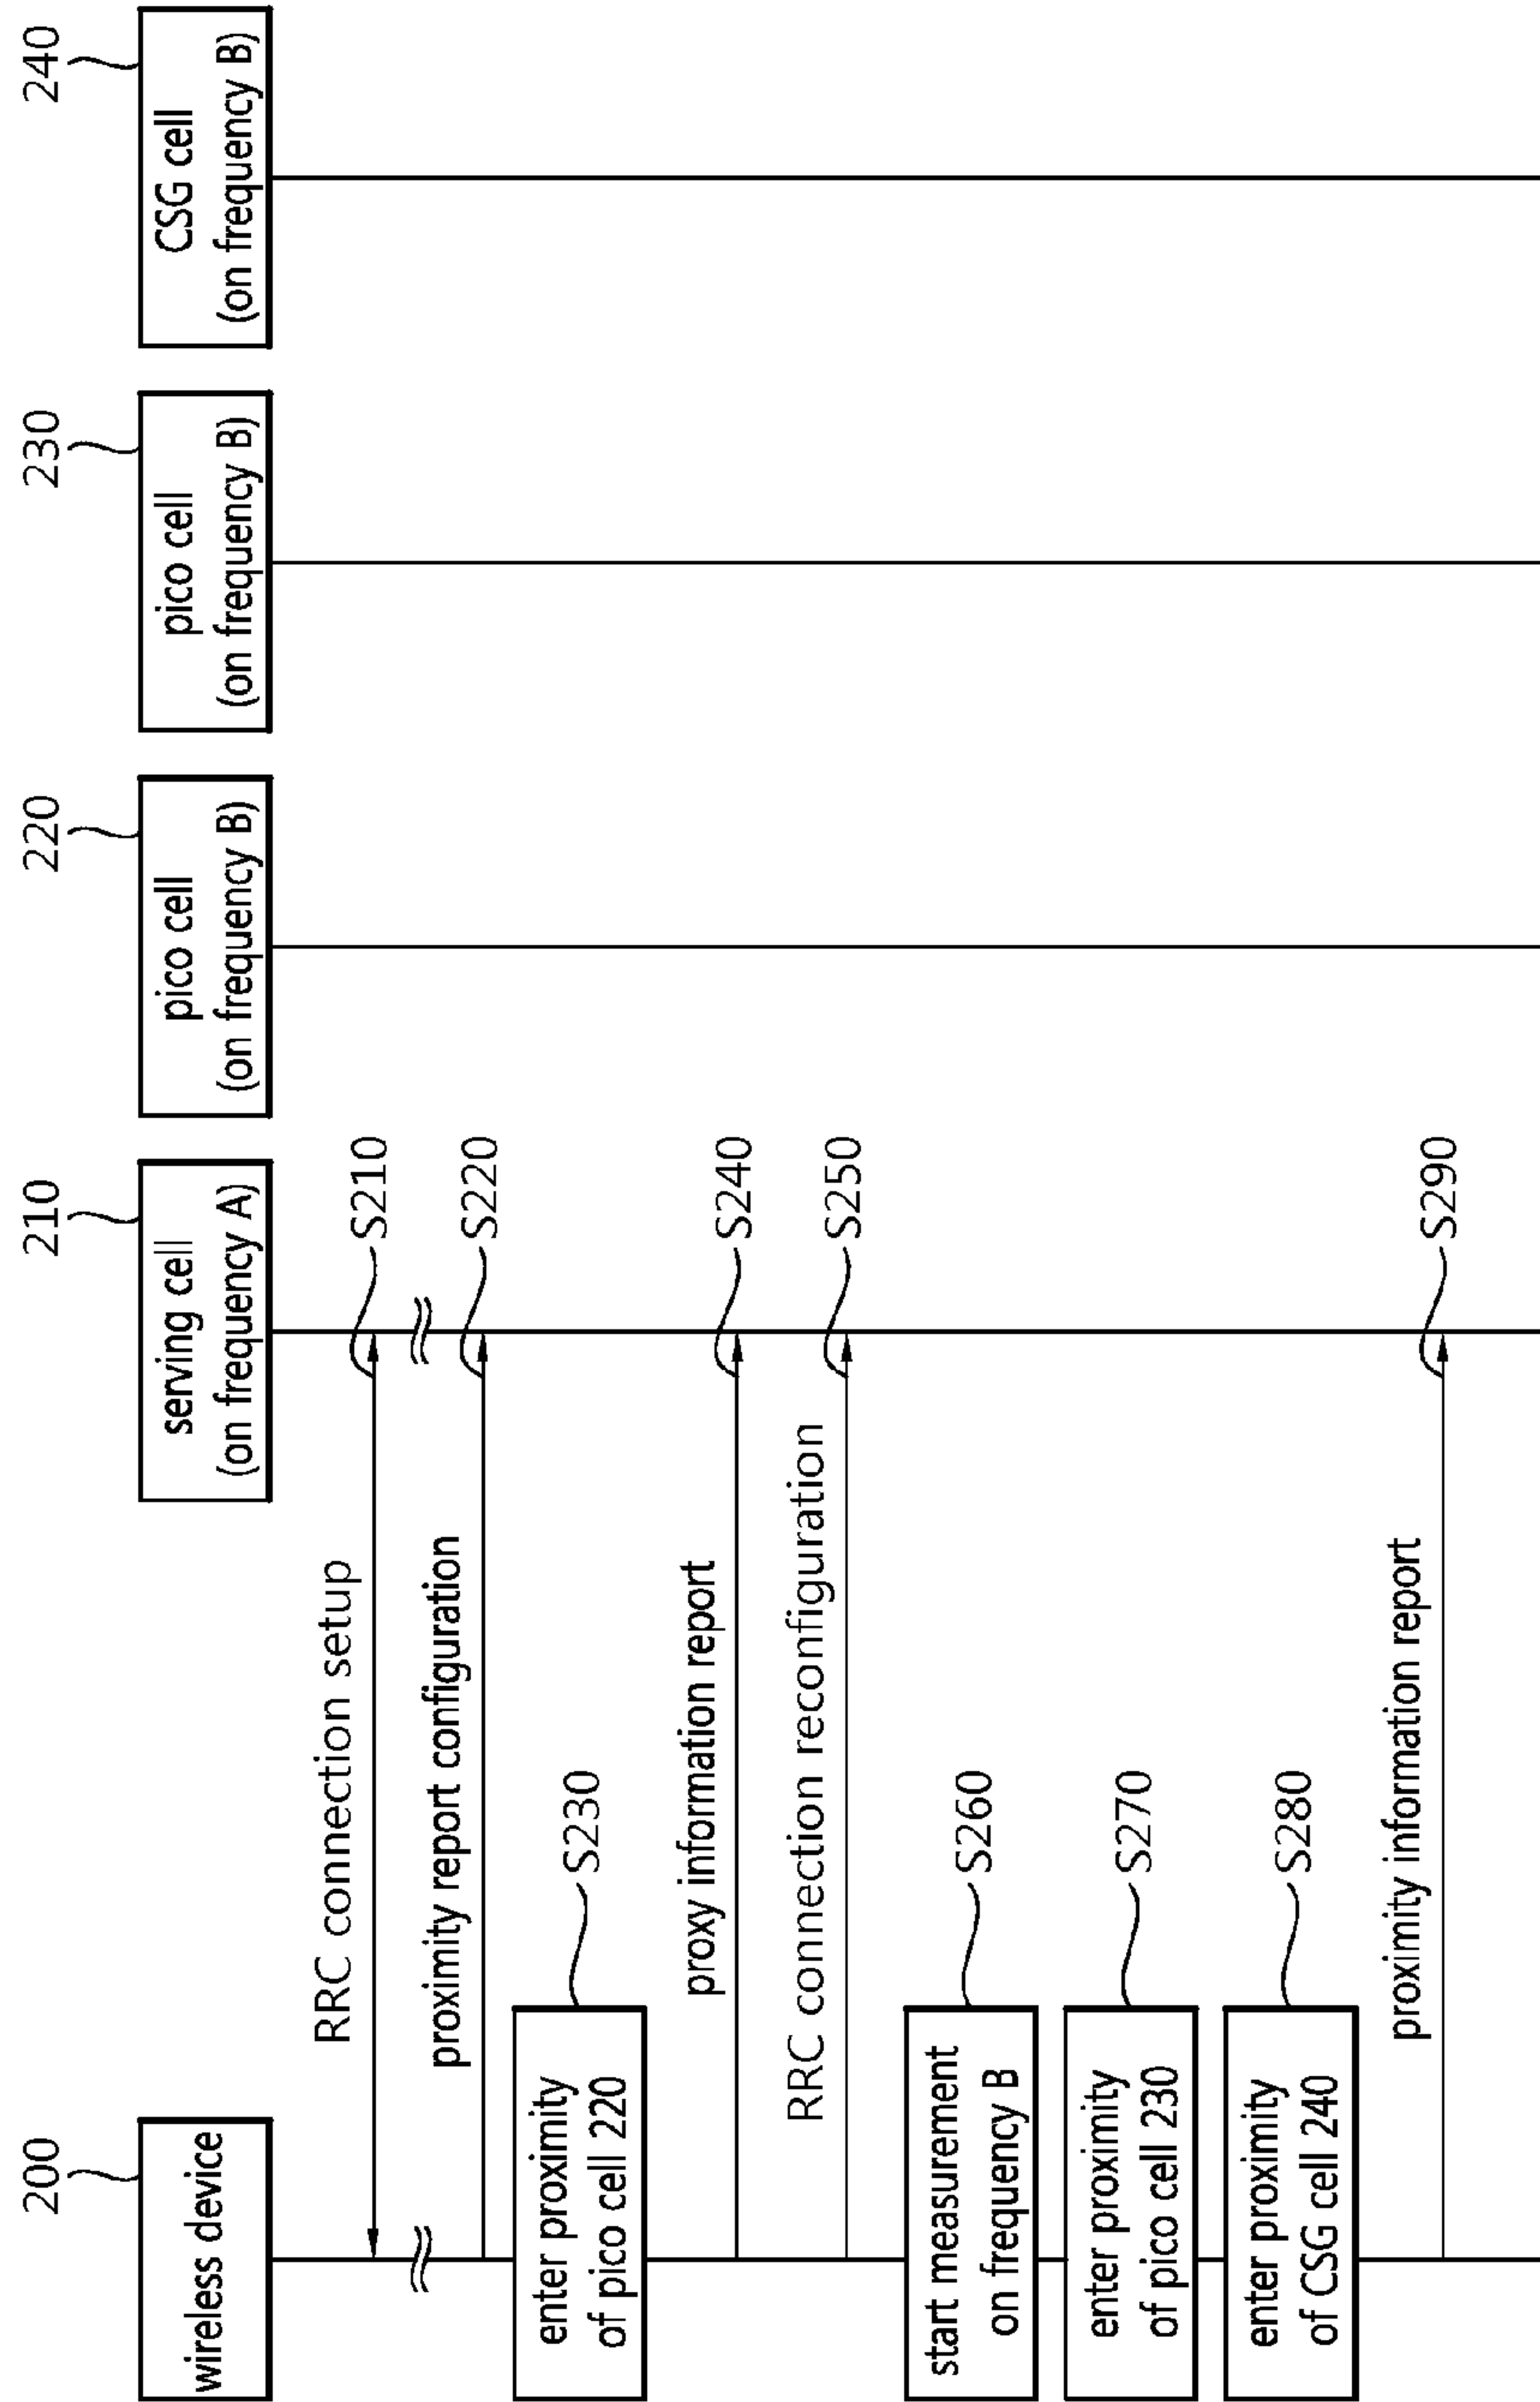 200
210
220
230
240
wireless device
serving cell
(on frequency A)
pico cell
(on frequency B)
pico cell
(on frequency B)
CSG cell
(on frequency B)
RRC connection setup
S210
proximity report configuration
S220
enter proximity
of pico cell 220
S230
proxy information report
S240
RRC connection reconfiguration
S250
start measurement
on frequency B
S260
enter proximity
of pico cell 230
S270
enter proximity
of CSG cell 240
S280
proximity information report
S290